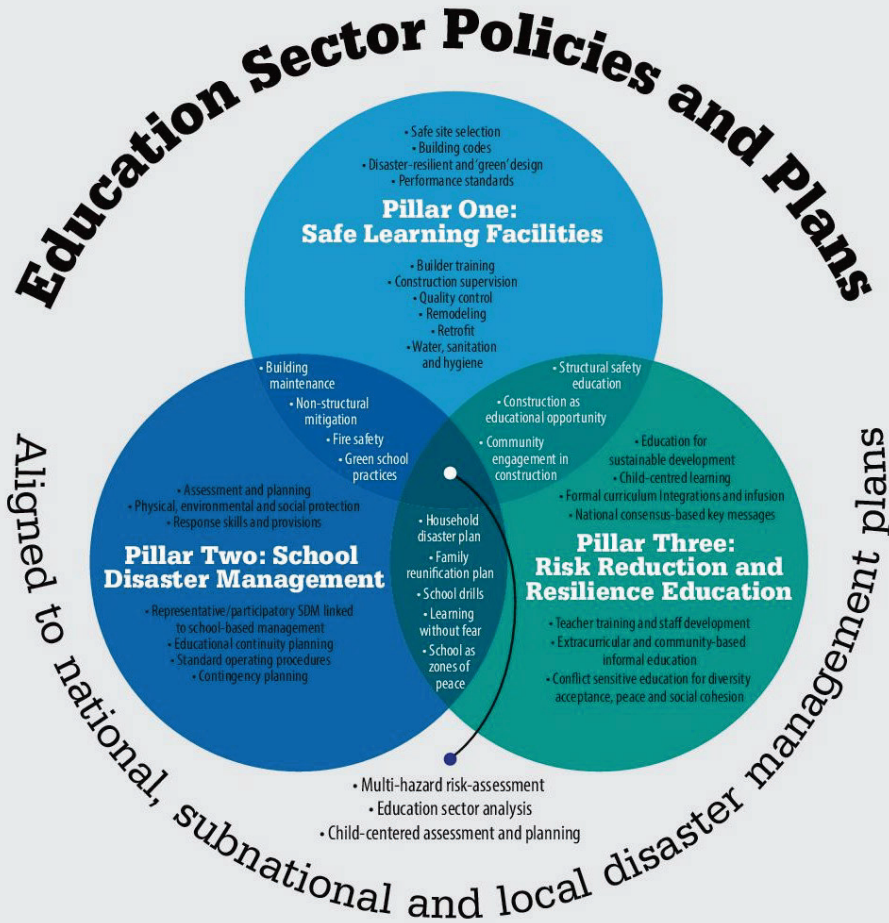 Education Sector Policies and Plans
• Safe site selection
• Building codes
• Disaster-resilient and ‘green’ design
• Performance standards
Pillar One:
Safe Learning Facilities
• Builder training
• Construction supervision
• Quality control
• Remodeling
• Retrofit
• Water, sanitation
and hygiene
• Building
maintenance
• Non-structural
mitigation
• Fire safety
• Green school
practices
• Structural safety
education
• Construction as
educational opportunity
• Community
engagement in
construction
• Assessment and planning
• Physical, environmental and social protection
• Response skills and provisions
Pillar Two: School
Disaster Management
• Representative/participatory SDM linked
to school-based management
• Educational continuity planning
• Standard operating procedures
• Contingency planning
• Household
disaster plan
• Family
reunification plan
• School drills
• Learning
without fear
• School as
zones of
peace
• Education for
sustainable development
• Child-centred learning
• Formal curriculum Integrations and infusion
• National consensus-based key messages
Pillar Three:
Risk Reduction and
Resilience Education
• Teacher training and staff development
• Extracurricular and community-based
informal education
• Conflict sensitive education for diversity
acceptance, peace and social cohesion
• Multi-hazard risk-assessment
• Education sector analysis
• Child-centered assessment and planning
Aligned to national, subnational and local disaster management plans